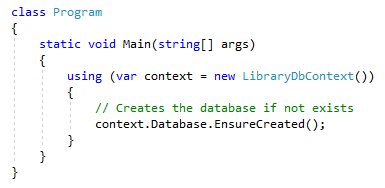 class Program
{
    static void Main(string[] args)
    {
        using (var context = new LibraryDbContext())
        {
            // Creates the database if not exists
            context.Database.EnsureCreated();
        }
    }
}